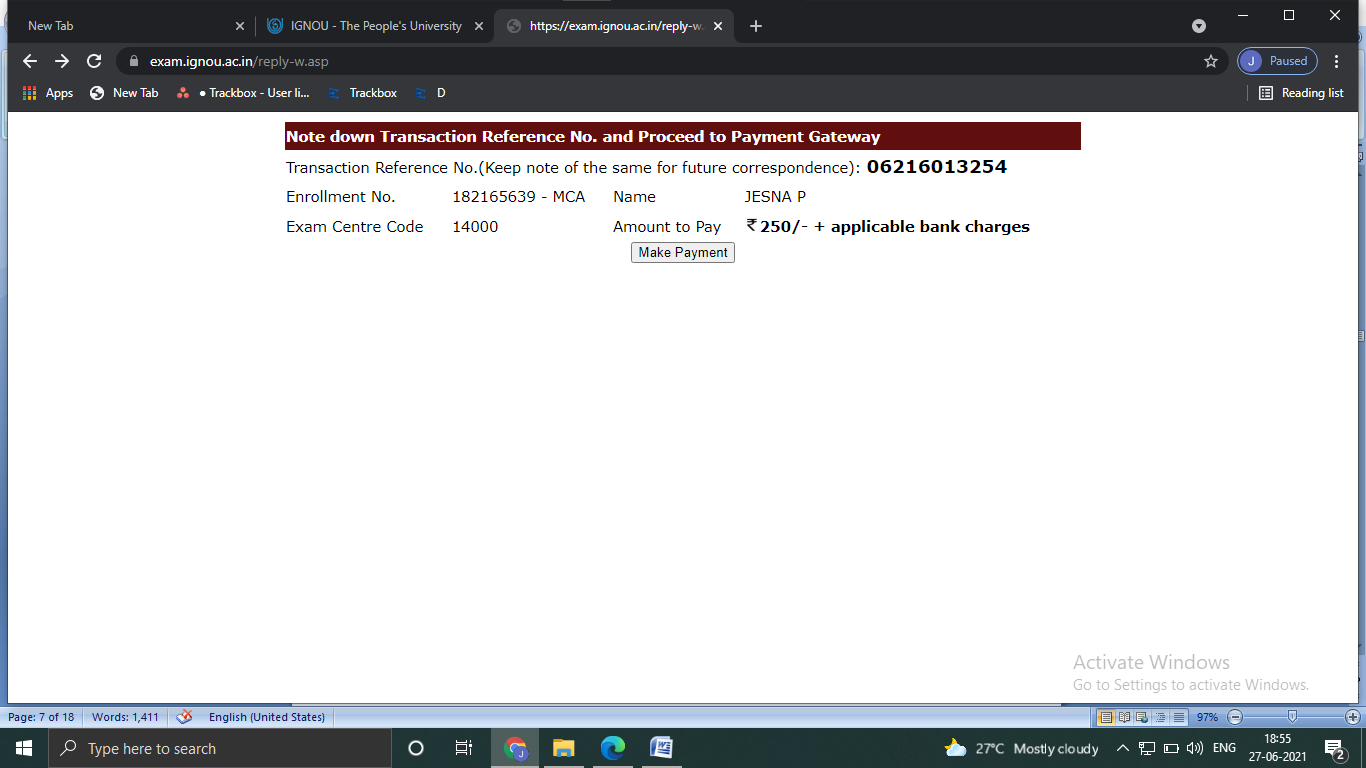 New Tab
IGNOU - The People's University
https://exam.ignou.ac.in/reply-w.
exam.ignou.ac.in/reply-w.asp
J Paused
Apps
New Tab
• Trackbox - User li...
Trackbox
D
Reading list
Note down Transaction Reference No. and Proceed to Payment Gateway
Transaction Reference No.(Keep note of the same for future correspondence): 06216013254
Enrollment No. 182165639 - MCA Name JESNA P
Exam Centre Code 14000 Amount to Pay ₹ 250/- + applicable bank charges
Make Payment
Activate Windows
Go to Settings to activate Windows.
Page: 7 of 18 Words: 1,411 English (United States) 97%
Type here to search
27°C Mostly cloudy
ENG
18:55
27-06-2021
2